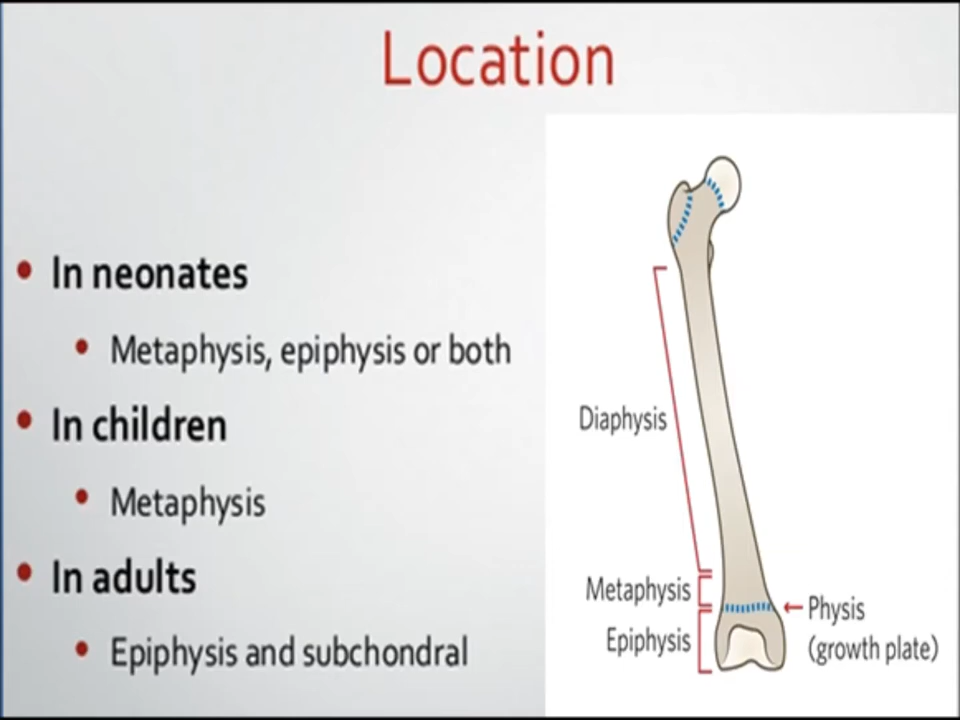 Location
In neonates
Metaphysis, epiphysis or both
In children
Metaphysis
In adults
Epiphysis and subchondral
Diaphysis
Metaphysis
Epiphysis
Physis
(growth plate)